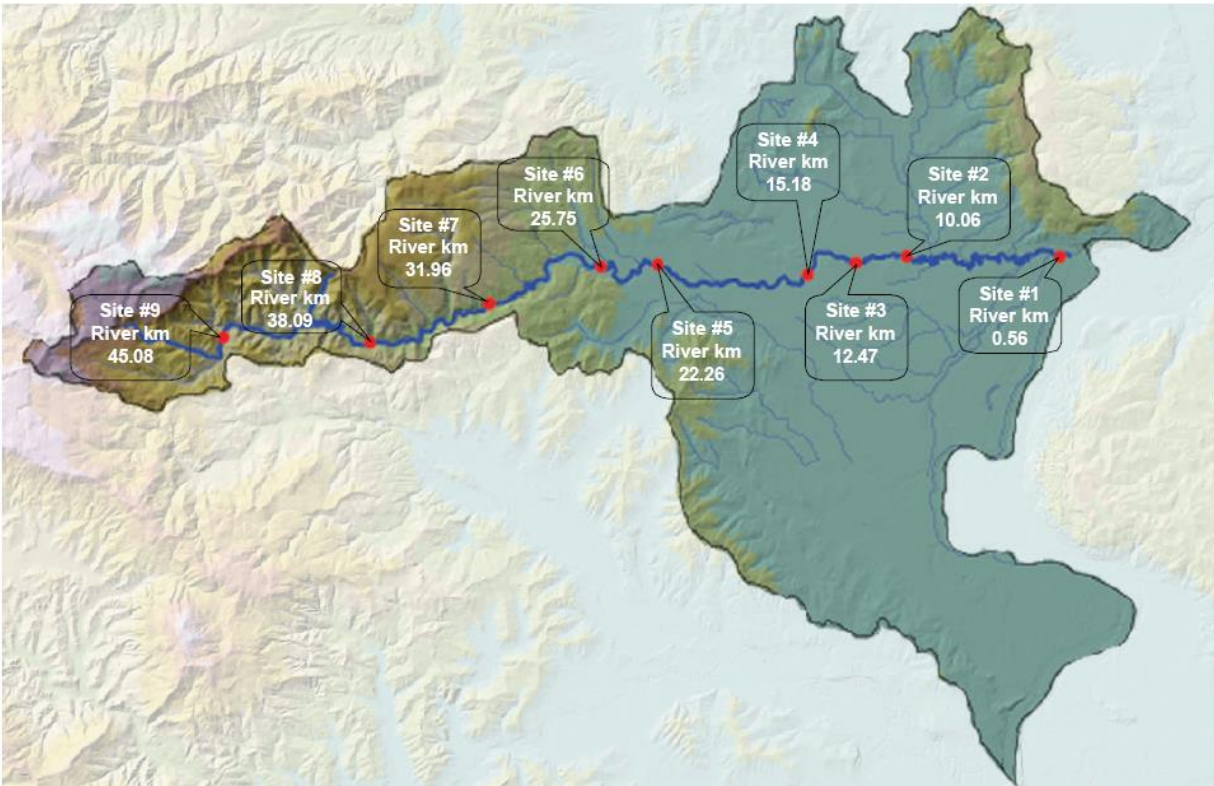 Site #4
River km
15.18
Site #6
River km
25.75
Site #2
River km
10.06
Site #7
River km
31.96
Site #8
River km
38.09
Site #9
River km
45.08
Site #1
River km
0.56
Site #3
River km
12.47
Site #5
River km
22.26